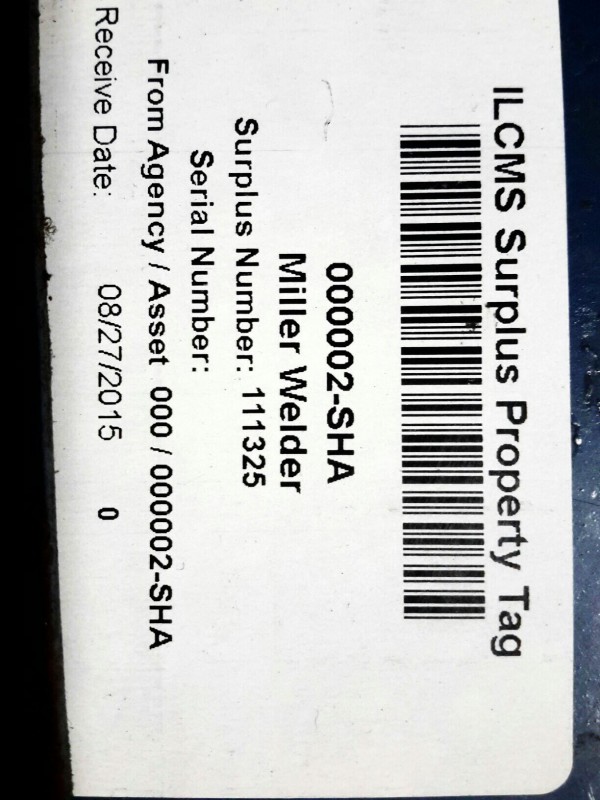 ILCMS Surplus Property Tag
000002-SHA
Miller Welder
Surplus Number: 111325
Serial Number:
From Agency / Asset 000 / 000002-SHA
Receive Date: 08/27/2015 0